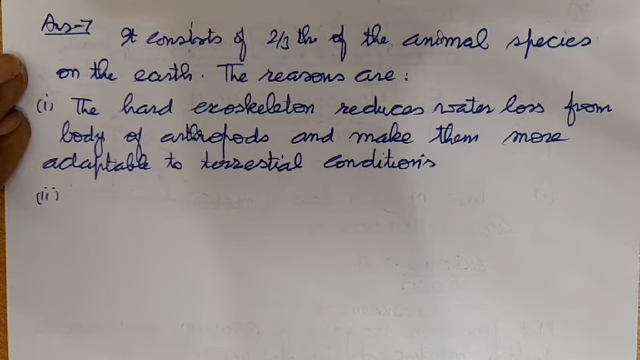 Ans-7
It consists of 2/3 th of the animal species
on the earth. The reasons are :
(i) The hard exoskeleton reduces water loss from
body of arthropods and make them more
adaptable to terrestial conditions
(ii)